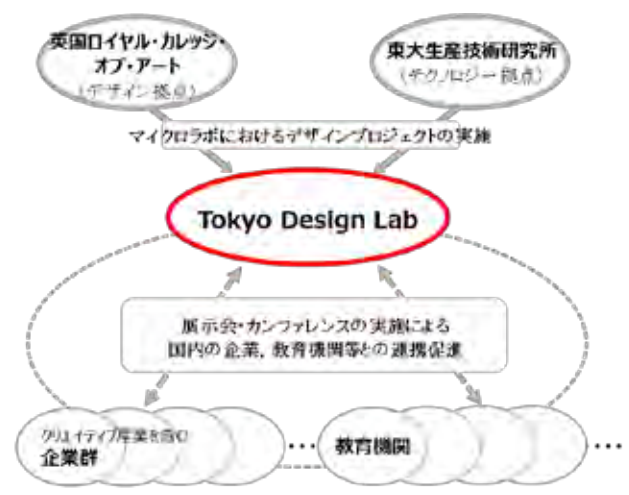 英国ロイヤル・カレッジ・
オブ・アート
(デザイン拠点)
東大生産技術研究所
(テクノロジー拠点)
マイクロラボにおけるデザインプロジェクトの実施
Tokyo Design Lab
展示会・カンファレンスの実施による
国内の企業, 教育機関等との連携促進
クリエイティブ産業を含む
企業群
・・・
教育機関
・・・